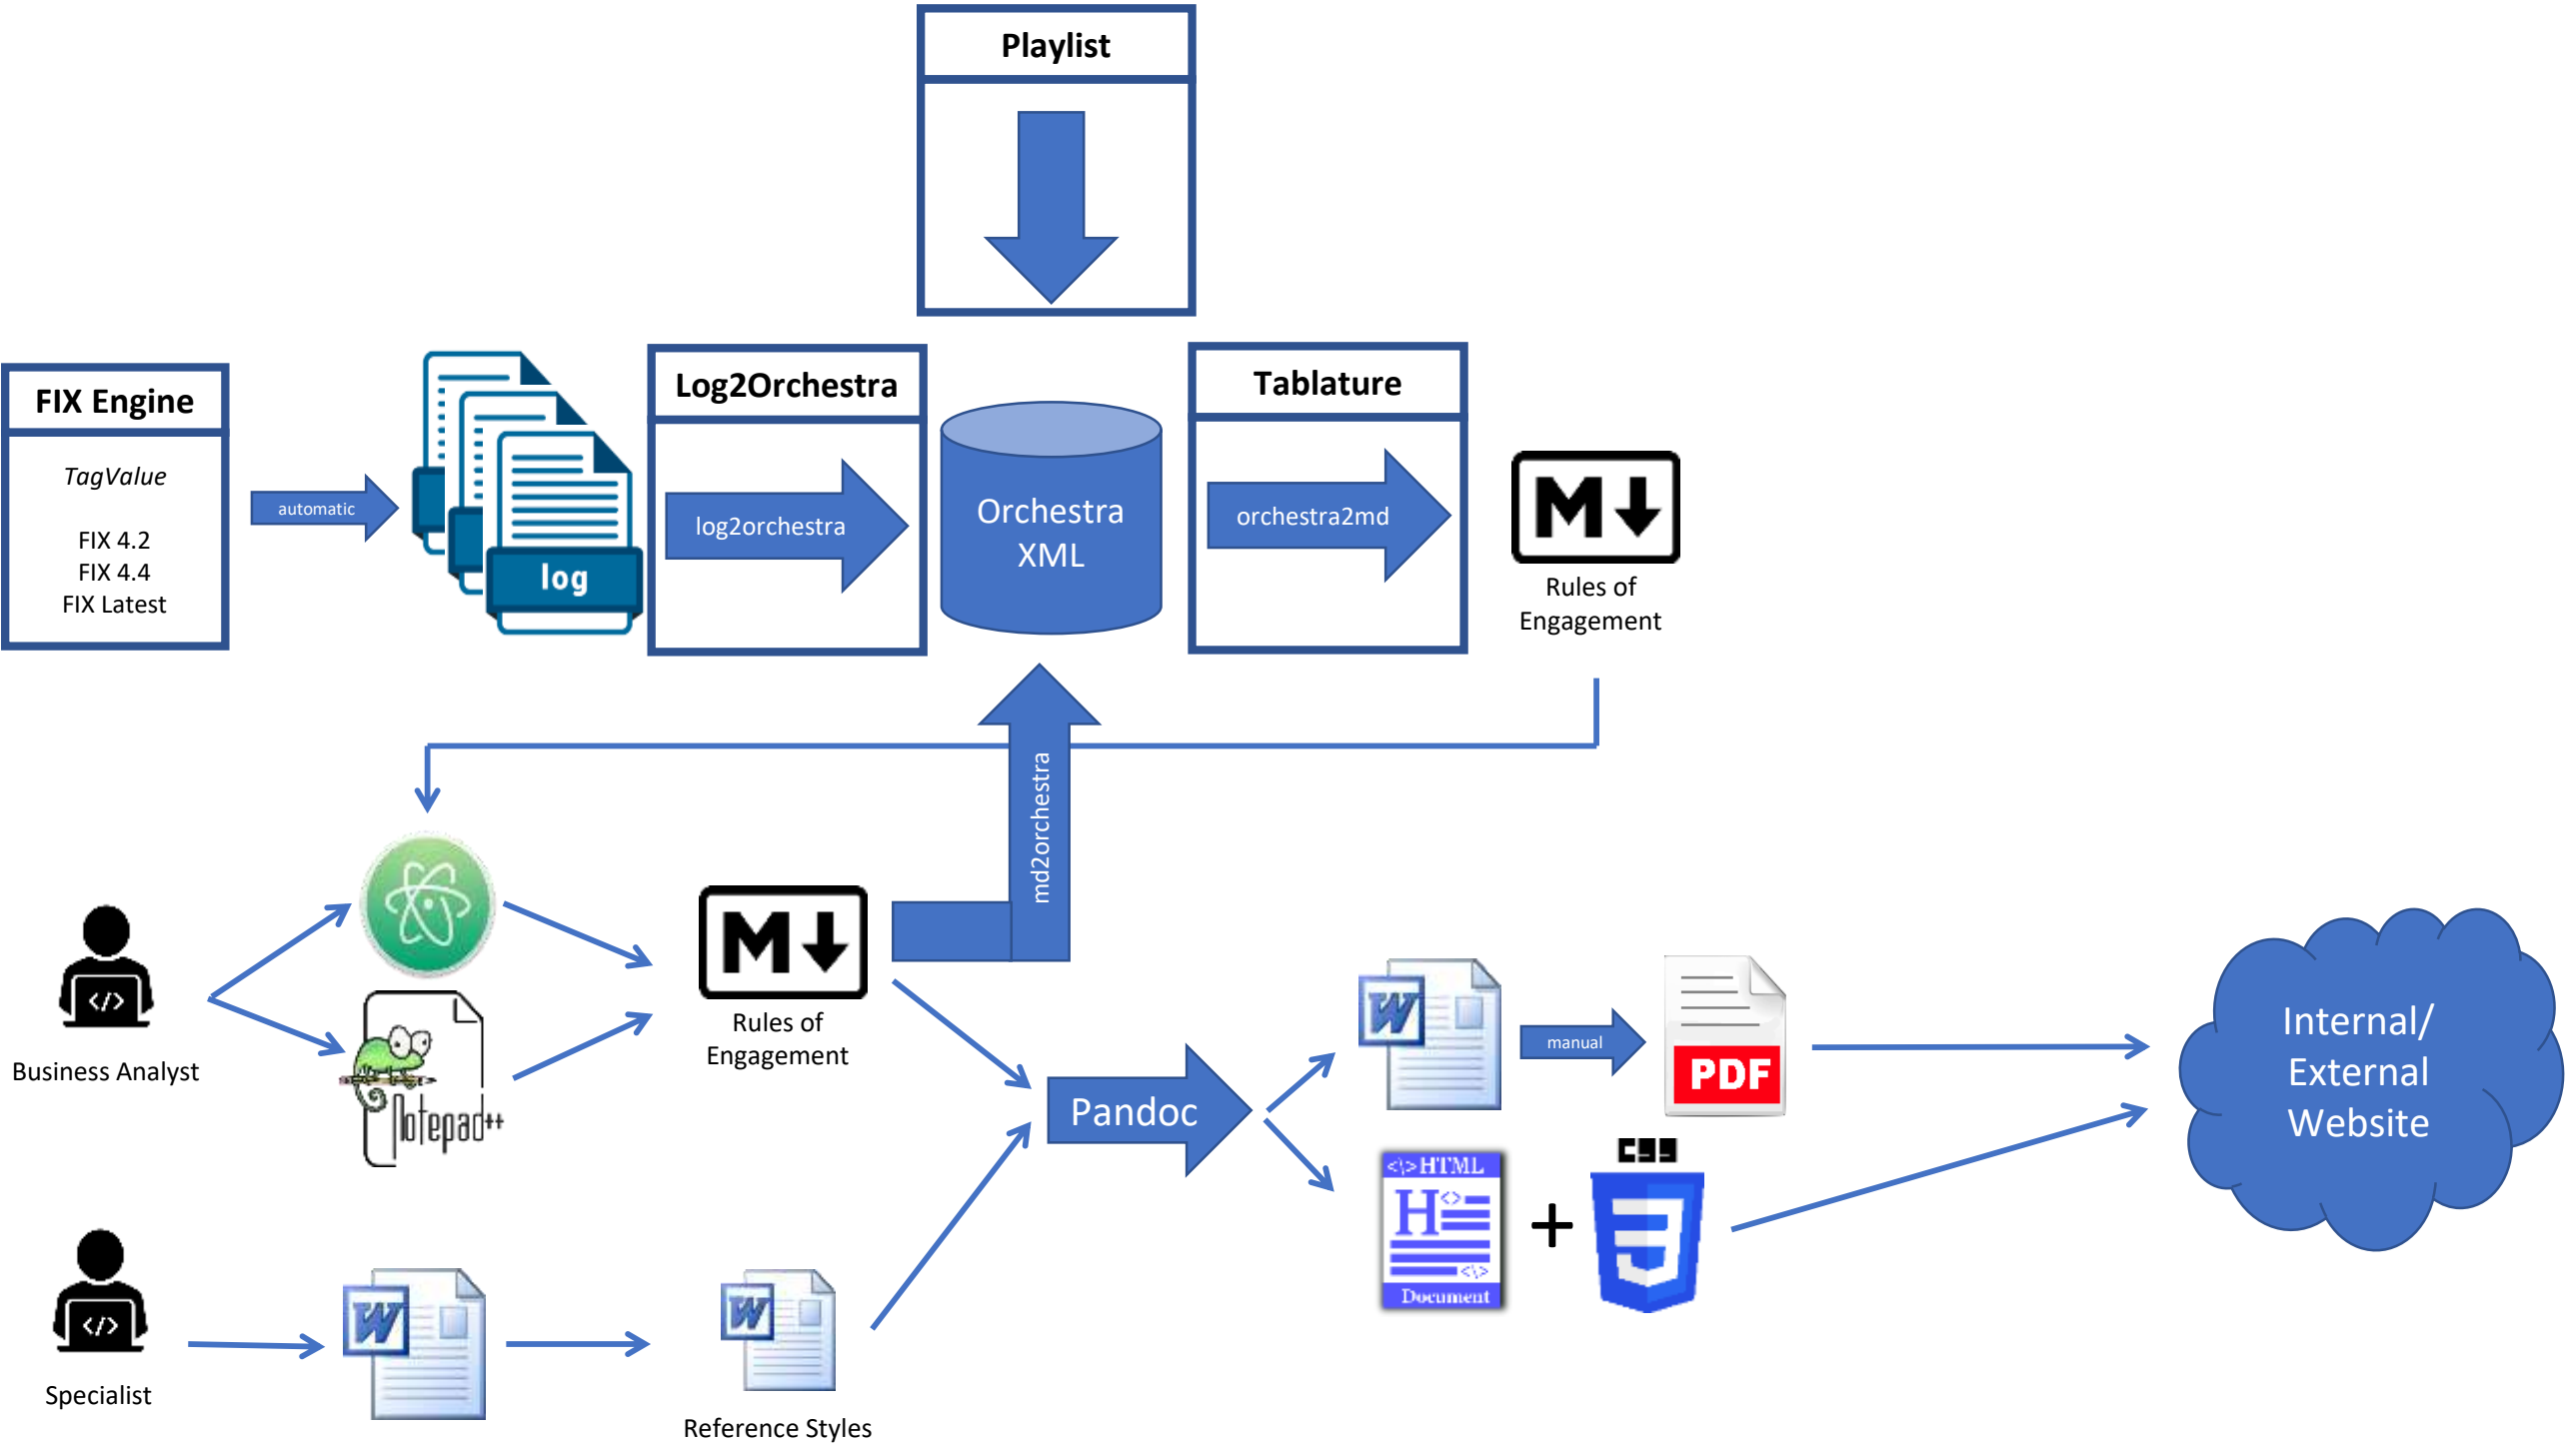 Playlist
FIX Engine
TagValue
FIX 4.2
FIX 4.4
FIX Latest
automatic
log
Log2Orchestra
log2orchestra
Orchestra
XML
Tablature
orchestra2md
M
Rules of
Engagement
md2orchestra
</>
Business Analyst
Notepad++
M
Rules of
Engagement
Pandoc
W
manual
PDF
<\>HTML
H
<>
<\>
Document
+
CSS
Internal/
External
Website
</>
Specialist
W
W
Reference Styles